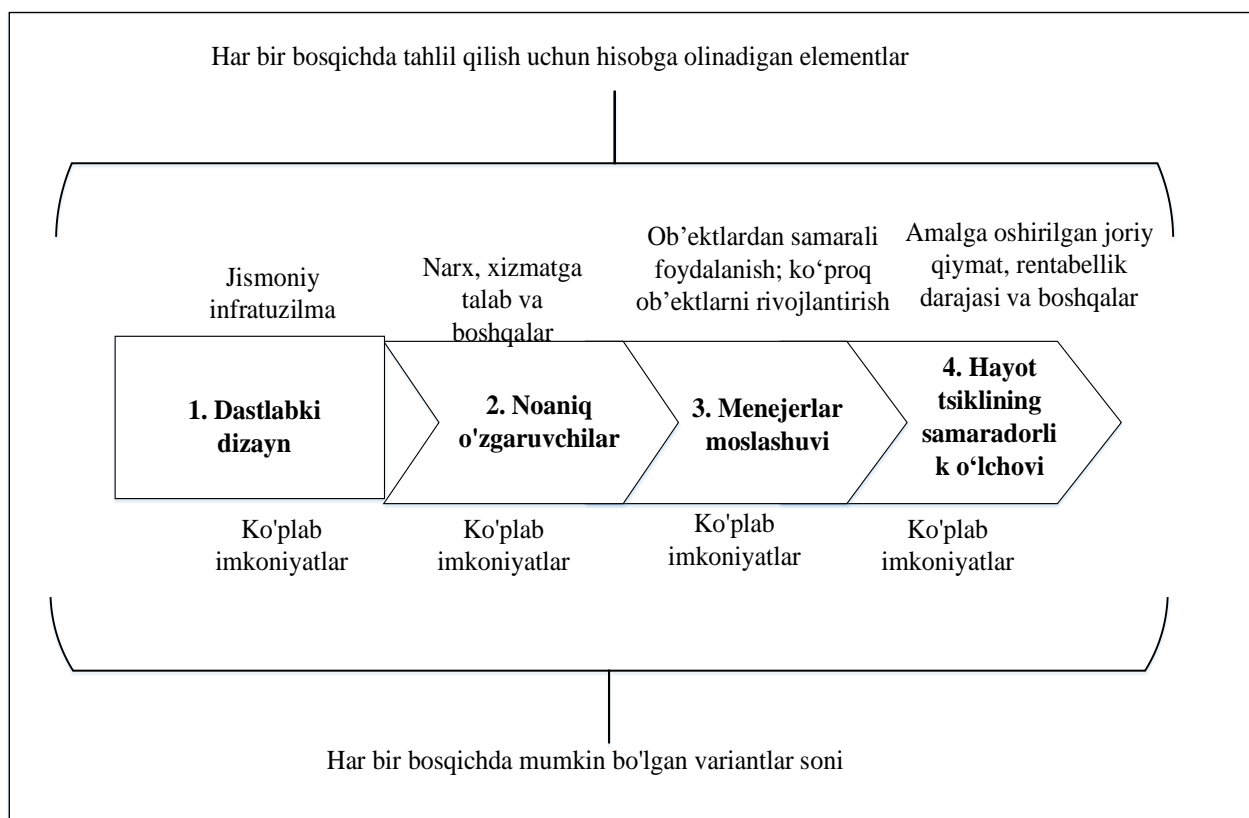 Har bir bosqichda tahlil qilish uchun hisobga olinadigan elementlar
Jismoniy
infratuzilma
Narx, xizmatga
talab va
boshqalar
Ob’ektlardan samarali
foydalanish; ko‘proq
ob’ektlarni rivojlantirish
Amalga oshirilgan joriy
qiymat, rentabellik
darajasi va boshqalar
1. Dastlabki
dizayn
2. Noaniq
o'zgaruvchilar
3. Menejerlar
moslashuvi
4. Hayot
tsiklining
samaradorli
k o‘lchovi
Ko'plab
imkoniyatlar
Ko'plab
imkoniyatlar
Ko'plab
imkoniyatlar
Ko'plab
imkoniyatlar
Har bir bosqichda mumkin bo'lgan variantlar soni